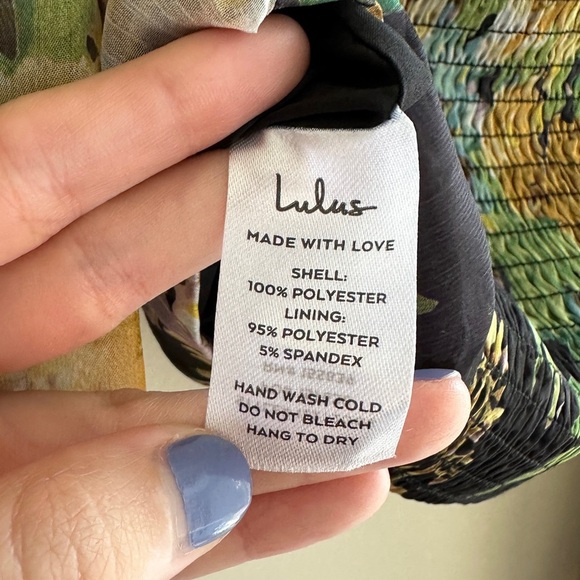 Lulus
MADE WITH LOVE
SHELL:
100% POLYESTER
LINING:
95% POLYESTER
5% SPANDEX
HAND WASH COLD
DO NOT BLEACH
HANG TO DRY